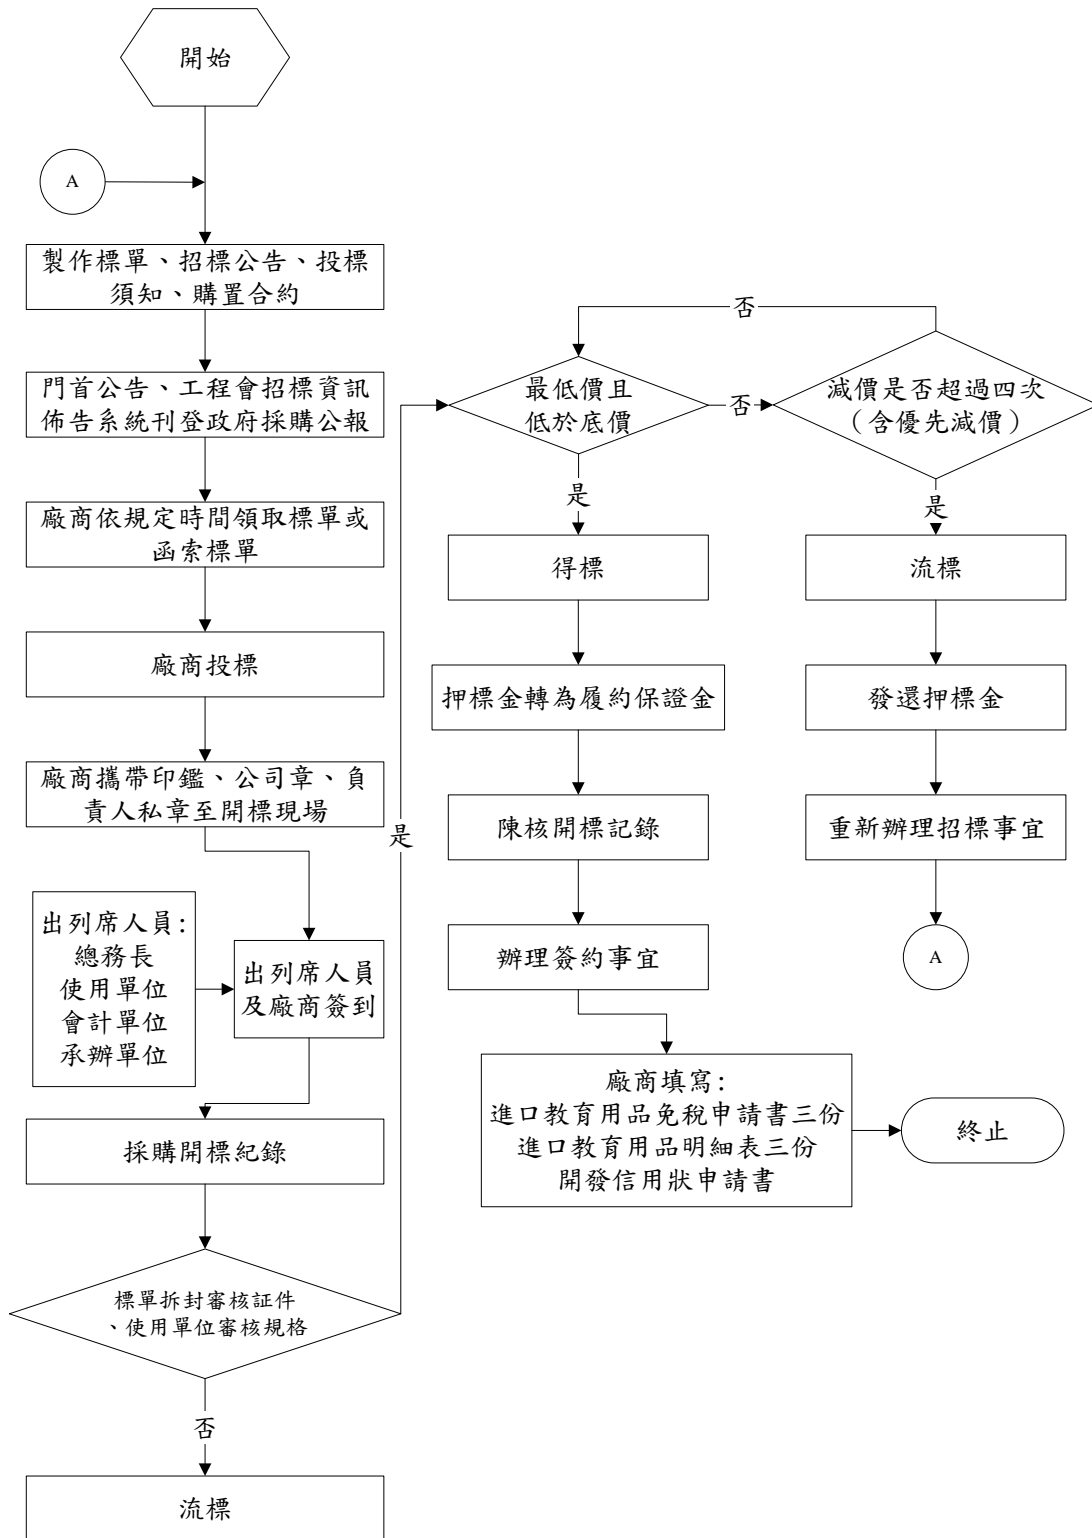 開始
A
製作標單、招標公告、投標
須知、購置合約
門首公告、工程會招標資訊
佈告系統刊登政府採購公報
廠商依規定時間領取標單或
函索標單
廠商投標
廠商攜帶印鑑、公司章、負
責人私章至開標現場
出列席人員:
總務長
使用單位
會計單位
承辦單位
出列席人員
及廠商簽到
採購開標紀錄
標單拆封審核証件
、使用單位審核規格
否
流標
是
最低價且
低於底價
否
否
減價是否超過四次
（含優先減價）
是
得標
押標金轉為履約保證金
陳核開標記錄
辦理簽約事宜
廠商填寫:
進口教育用品免稅申請書三份
進口教育用品明細表三份
開發信用狀申請書
終止
是
流標
發還押標金
重新辦理招標事宜
A